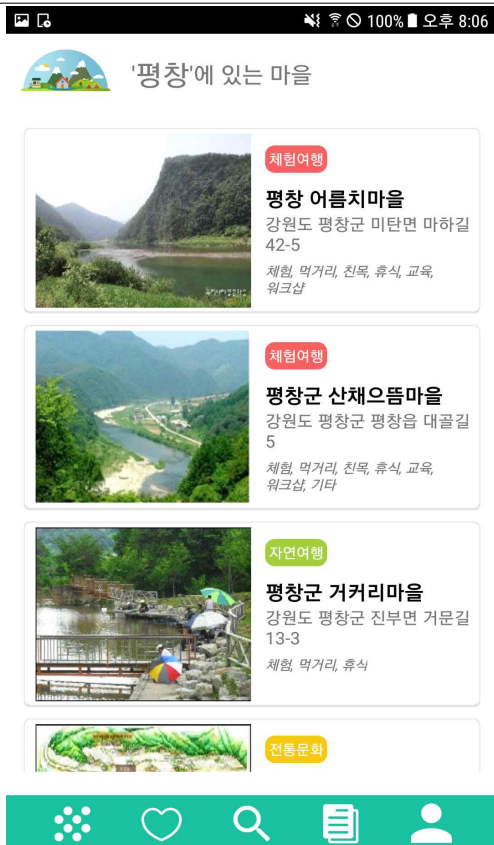 100% 오후 8:06
'평창'에 있는 마을
체험여행
평창 어름치마을
강원도 평창군 미탄면 마하길
42-5
체험, 먹거리, 친목, 휴식, 교육,
워크샵
체험여행
평창군 산채으뜸마을
강원도 평창군 평창읍 대골길
5
체험, 먹거리, 친목, 휴식, 교육,
워크샵, 기타
자연여행
평창군 거커리마을
강원도 평창군 진부면 거문길
13-3
체험, 먹거리, 휴식
전통문화